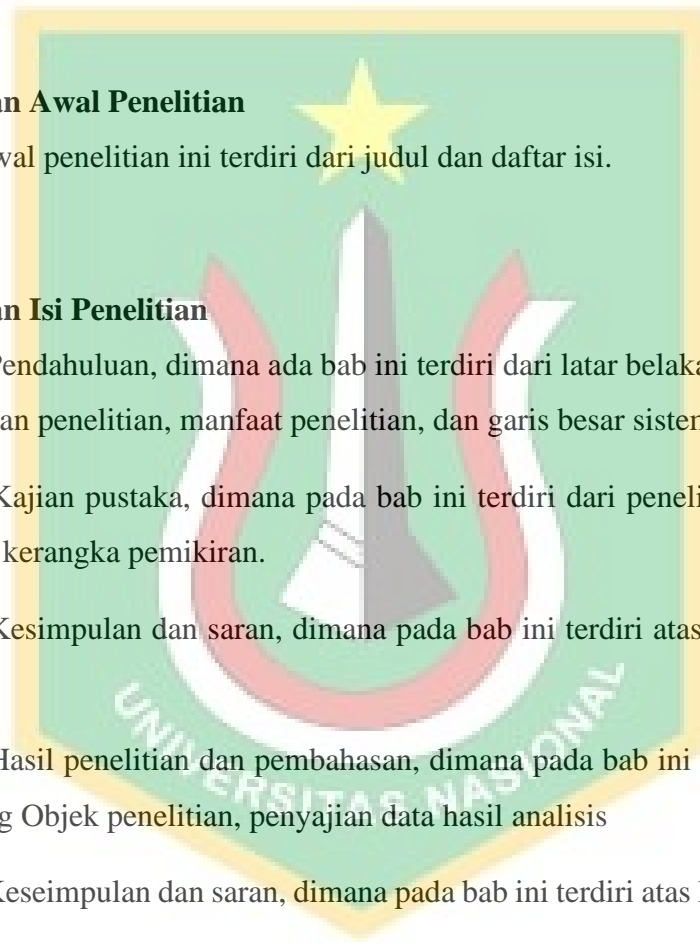 an Awal Penelitian
wal penelitian ini terdiri dari judul dan daftar isi.
an Isi Penelitian
Pendahuluan, dimana ada bab ini terdiri dari latar belaka
an penelitian, manfaat penelitian, dan garis besar sister
Kajian pustaka, dimana pada bab ini terdiri dari peneli
kerangka pemikiran.
Kesimpulan dan saran, dimana pada bab ini terdiri atas
Hasil penelitian dan pembahasan, dimana pada bab ini
g Objek penelitian, penyajian data hasil analisis
Keseimpulan dan saran, dimana pada bab ini terdiri atas
UNIVERSITAS NASIONAL